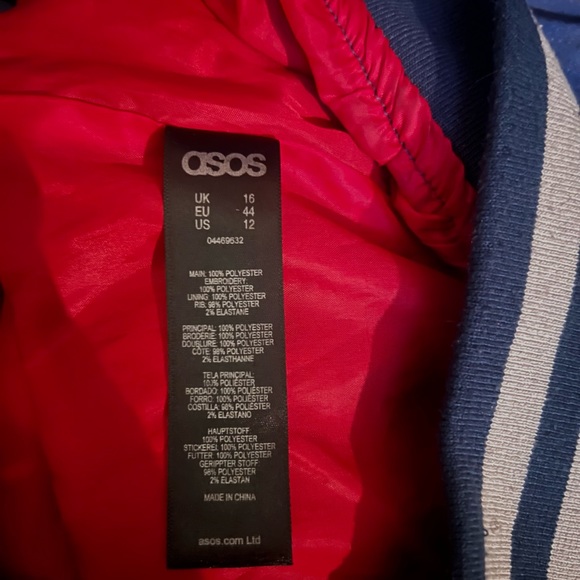 asos
UK 16
EU 44
US 12
04469532
MAIN: 100% POLYESTER
EMBROIDERY:
100% POLYESTER
LINING: 100% POLYESTER
RIB: 98% POLYESTER
2% ELASTANE
PRINCIPAL: 100% POLYESTER
BRODERIE: 100% POLYESTER
DOUBLURE: 100% POLYESTER
CÔTE: 98% POLYESTER
2% ELASTHANNE
TELA PRINCIPAL:
100% POLIÉSTER
BORDADO: 100% POLIÉSTER
FORRO: 100% POLIÉSTER
COSTILLA: 98% POLIÉSTER
2% ELASTANO
HAUPTSTOFF:
100% POLYESTER
STICKEREI: 100% POLYESTER
FUTTER: 100% POLYESTER
GERIPPTER STOFF:
98% POLYESTER
2% ELASTAN
MADE IN CHINA
asos.com Ltd